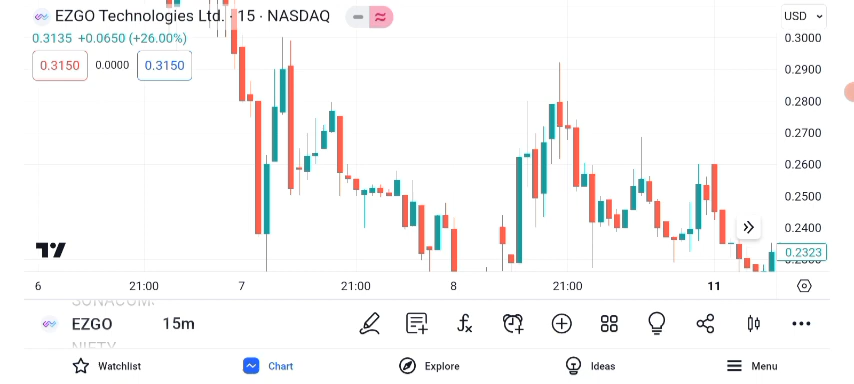 EZGO Technologies Ltd. · 15 · NASDAQ
USD
0.3135 +0.0650 (+26.00%)
0.3150 0.0000 0.3150
0.3000
0.2900
0.2800
0.2700
0.2600
0.2500
0.2400
0.2323
6 21:00 7 21:00 8 21:00 11
EZGO 15m
Watchlist Chart Explore Ideas Menu